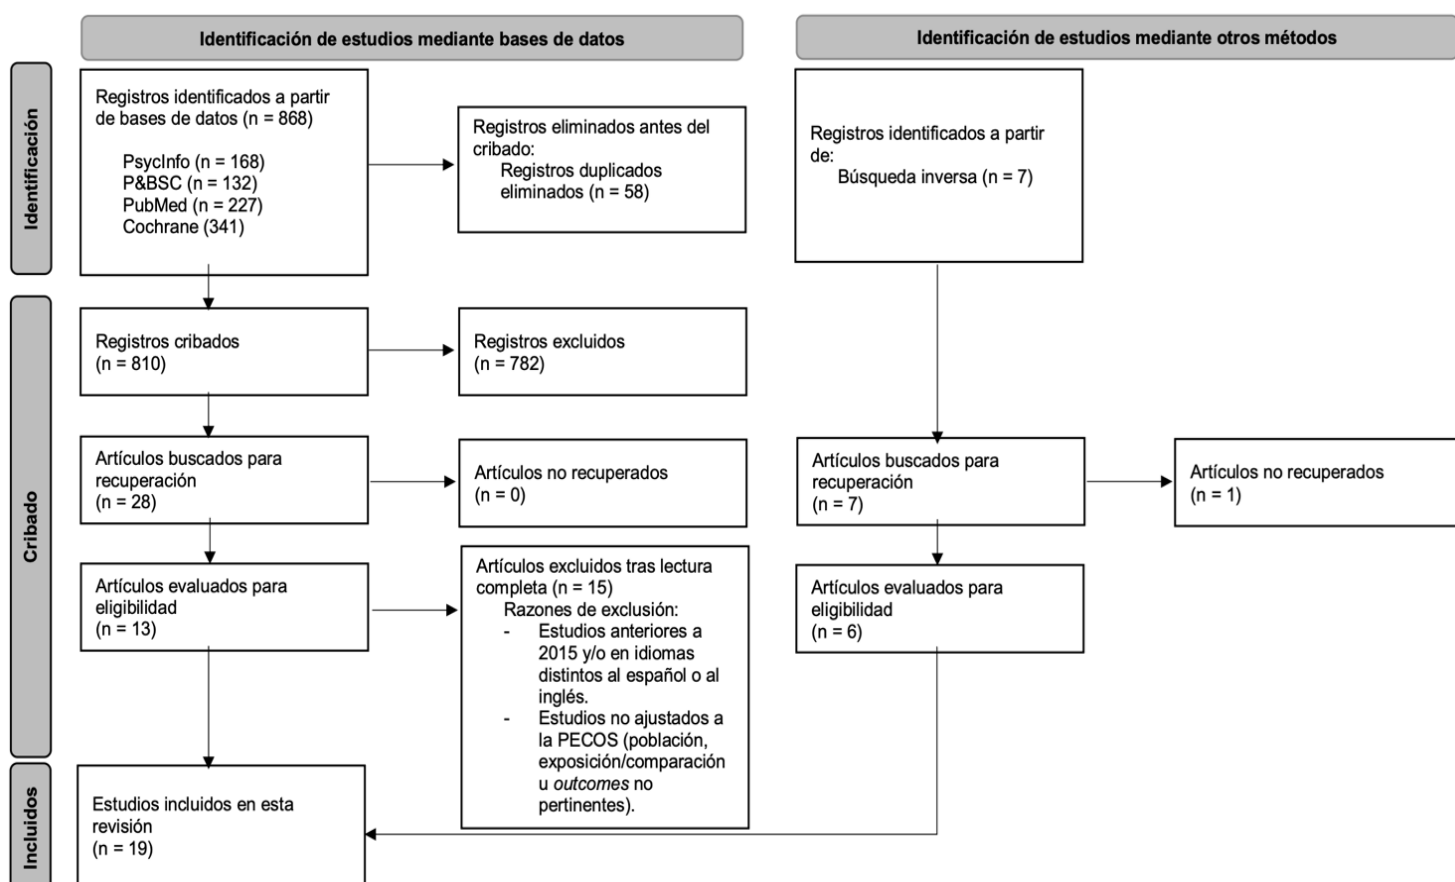 Identificación de estudios mediante bases de datos
Identificación de estudios mediante otros métodos
Identificación
Registros identificados a partir
de bases de datos (n = 868)
PsycInfo (n = 168)
P&BSC (n = 132)
PubMed (n = 227)
Cochrane (341)
Registros eliminados antes del
cribado:
Registros duplicados
eliminados (n = 58)
Registros identificados a partir
de:
Búsqueda inversa (n = 7)
Cribado
Registros cribados
(n = 810)
Registros excluidos
(n = 782)
Artículos buscados para
recuperación
(n = 28)
Artículos no recuperados
(n = 0)
Artículos buscados para
recuperación
(n = 7)
Artículos no recuperados
(n = 1)
Artículos evaluados para
eligibilidad
(n = 13)
Artículos excluidos tras lectura
completa (n = 15)
Razones de exclusión:
- Estudios anteriores a
2015 y/o en idiomas
distintos al español o al
inglés.
- Estudios no ajustados a
la PECOS (población,
exposición/comparación
u outcomes no
pertinentes).
Artículos evaluados para
eligibilidad
(n = 6)
Incluidos
Estudios incluidos en esta
revisión
(n = 19)